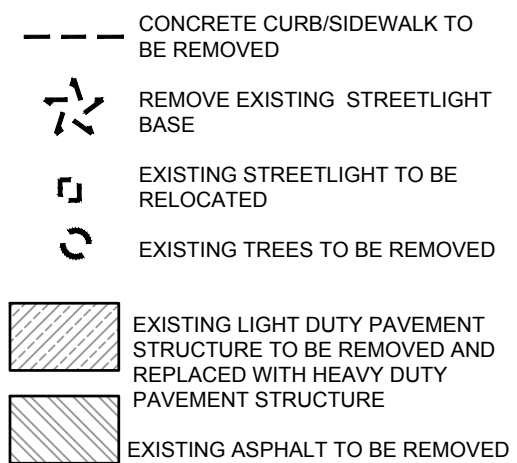 CONCRETE CURB/SIDEWALK TO
BE REMOVED
REMOVE EXISTING STREETLIGHT
BASE
EXISTING STREETLIGHT TO BE
RELOCATED
EXISTING TREES TO BE REMOVED
EXISTING LIGHT DUTY PAVEMENT
STRUCTURE TO BE REMOVED AND
REPLACED WITH HEAVY DUTY
PAVEMENT STRUCTURE
EXISTING ASPHALT TO BE REMOVED